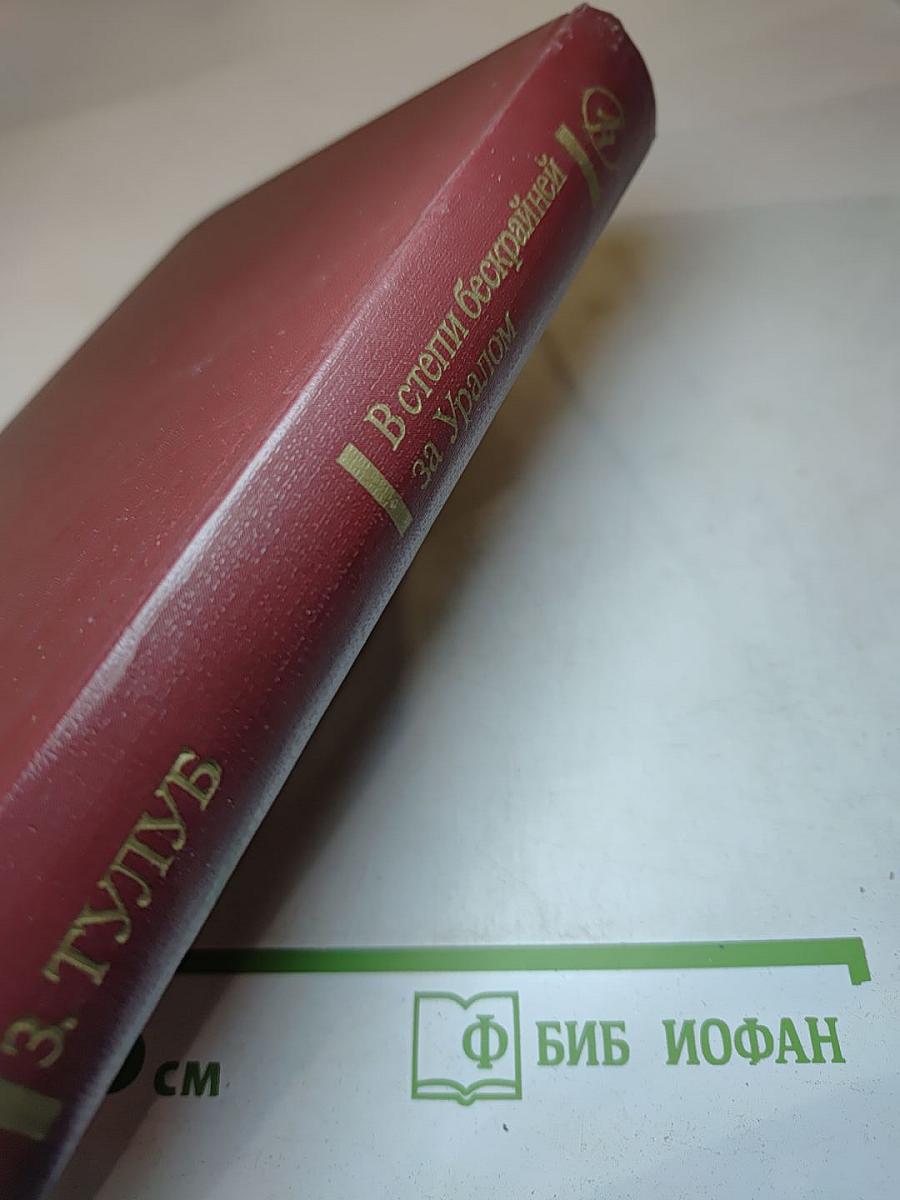 З. ТУЛУБ
В степи бескрайней
за Уралом
см
Ф БИБ ИОФАН